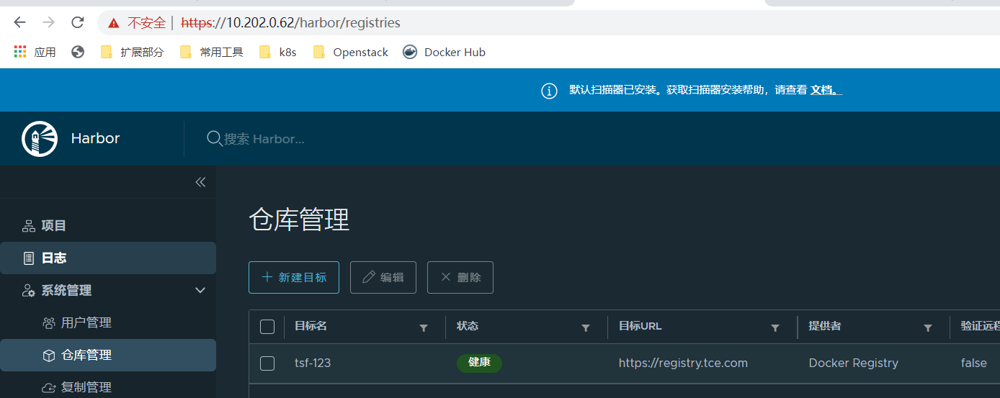 不安全 | https://10.202.0.62/harbor/registries
应用 扩展部分 常用工具 k8s Openstack Docker Hub
默认扫描器已安装。获取扫描器安装帮助，请查看 文档。
Harbor 搜索 Harbor...
项目
日志
系统管理
用户管理
仓库管理
复制管理
仓库管理
新建目标 编辑 删除
目标名 状态 目标URL 提供者 验证远程
tsf-123 健康 https://registry.tce.com Docker Registry false